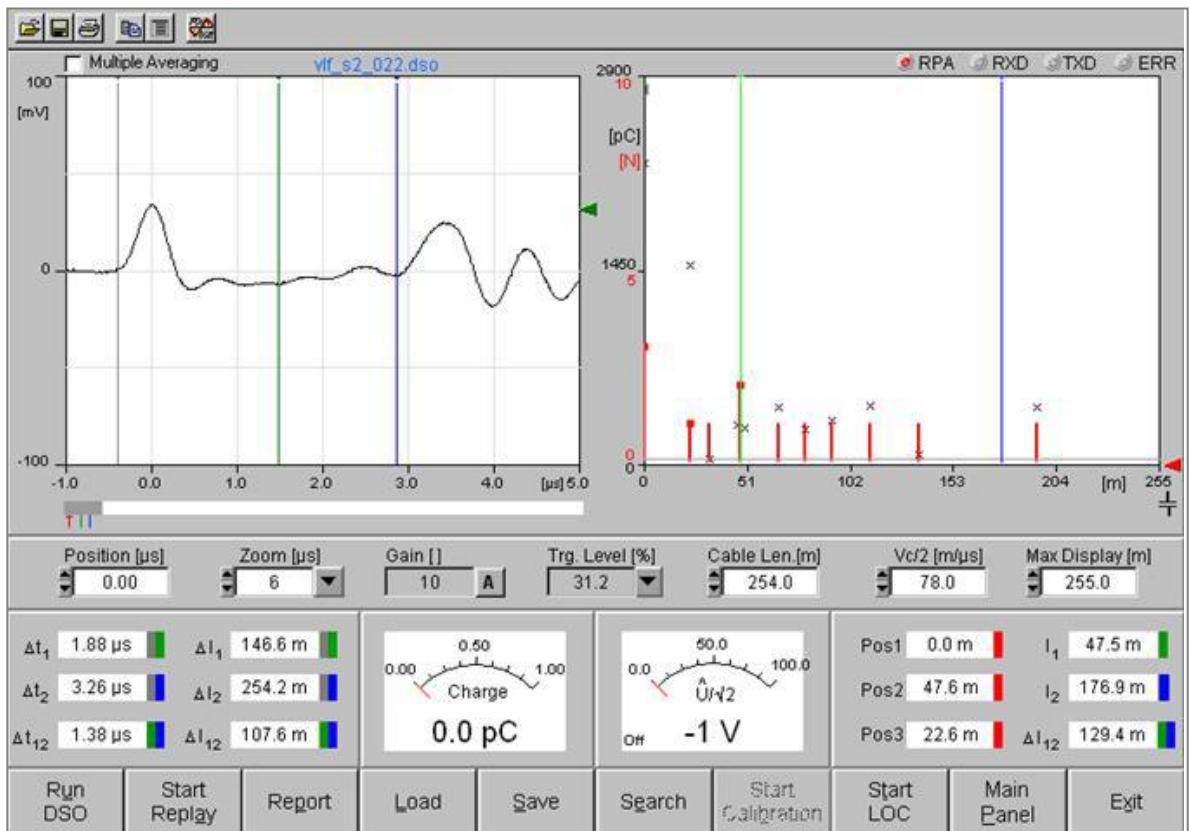 Multiple Averaging
vlf_s2_022.dso
RPA RXD TXD ERR
100
[mV]
0
-100
-1.0 0.0 1.0 2.0 3.0 4.0 [µs] 5.0
2900
10
[pC]
[N]
1450
5
0
0
0 51 102 153 204 [m] 255
Position [µs] Zoom [µs] Gain [] Trg. Level [%] Cable Len.[m] Vc/2 [m/µs] Max Display [m]
0.00 6 10 A 31.2 254.0 78.0 255.0
Δt1 1.88 µs Δl1 146.6 m
Δt2 3.26 µs Δl2 254.2 m
Δt12 1.38 µs Δl12 107.6 m
0.00 0.50 1.00
Charge
0.0 pC
0.0 50.0 100.0
Û/√2
Off -1 V
Pos1 0.0 m l1 47.5 m
Pos2 47.6 m l2 176.9 m
Pos3 22.6 m Δl12 129.4 m
Run DSO
Start Replay
Report
Load
Save
Search
Start Calibration
Start LOC
Main Panel
Exit